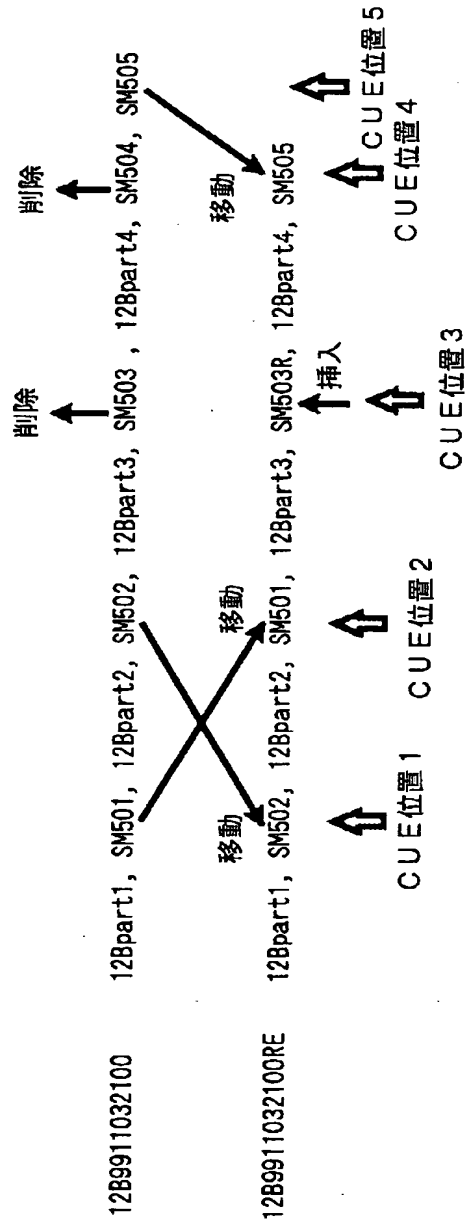 削除 削除
12B9911032100 12Bpart1, SM501, 12Bpart2, SM502, 12Bpart3, SM503 , 12Bpart4, SM504, SM505
移動 移動 移動
12B9911032100RE 12Bpart1, SM502, 12Bpart2, SM501, 12Bpart3, SM503R, 12Bpart4, SM505
挿入
CUE位置1 CUE位置2 CUE位置3 CUE位置4 CUE位置5